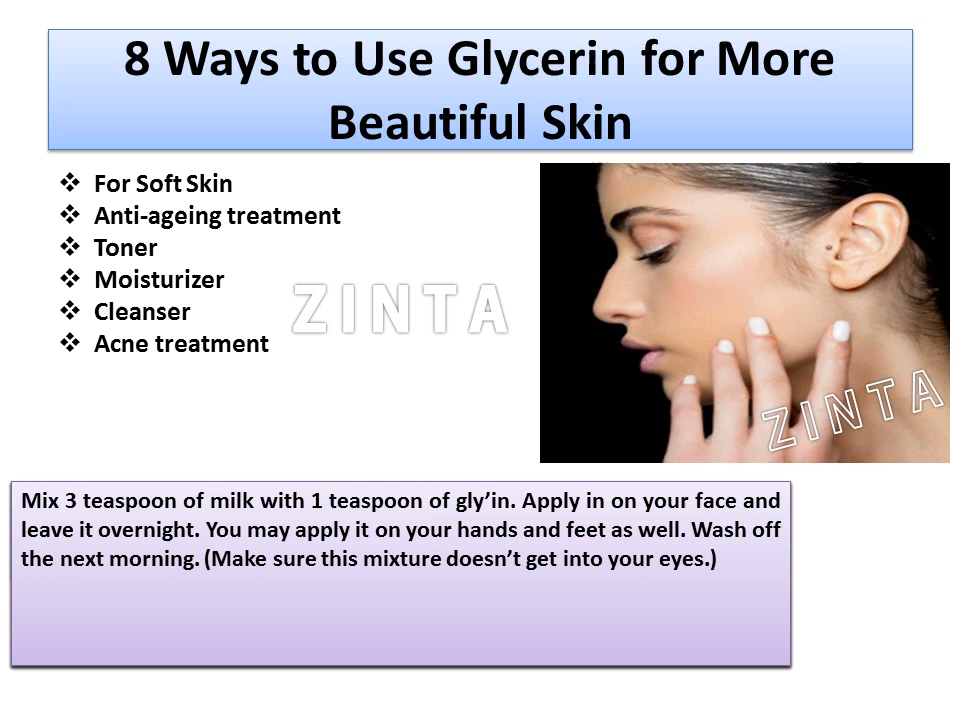 8 Ways to Use Glycerin for More
Beautiful Skin
❖ For Soft Skin
❖ Anti-ageing treatment
❖ Toner
❖ Moisturizer
❖ Cleanser
❖ Acne treatment
ZINTA
ZINTA
Mix 3 teaspoon of milk with 1 teaspoon of gly’in. Apply in on your face and
leave it overnight. You may apply it on your hands and feet as well. Wash off
the next morning. (Make sure this mixture doesn’t get into your eyes.)